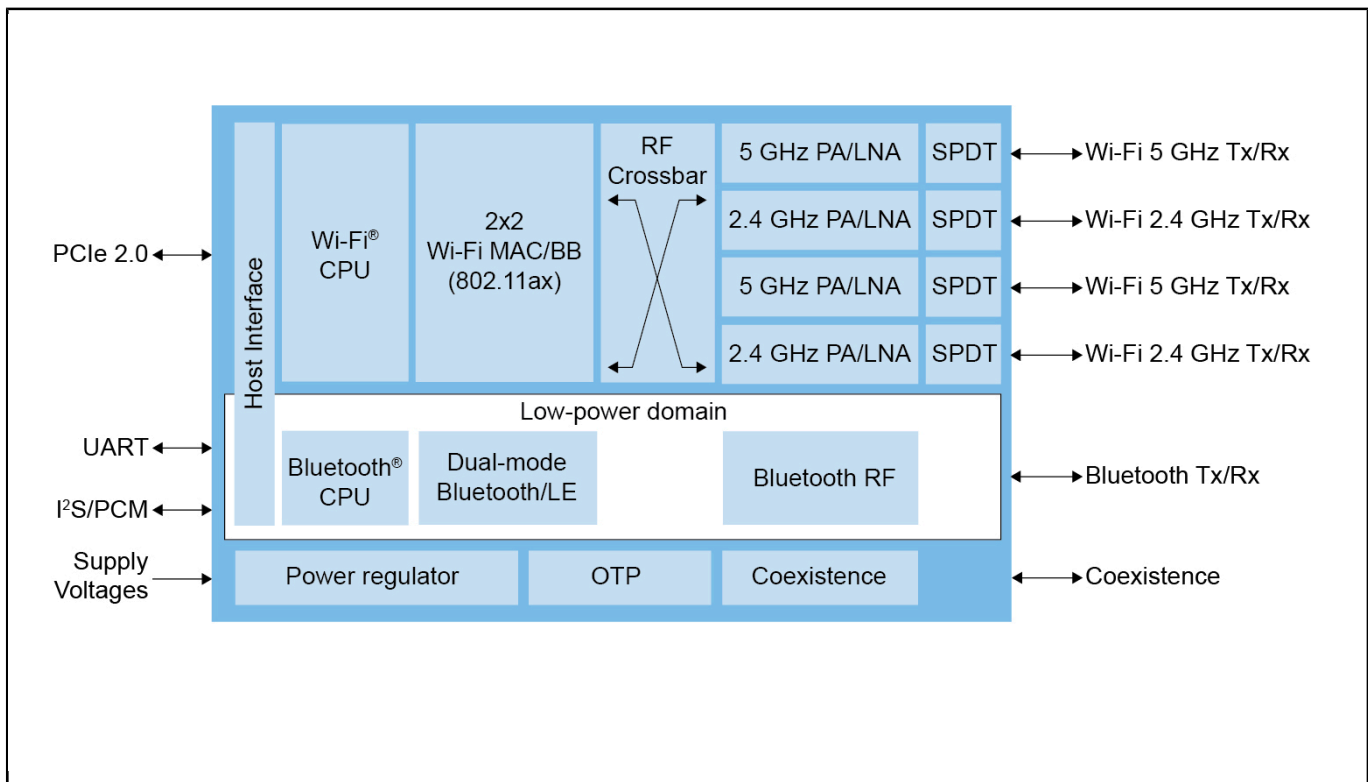 PCIe 2.0
UART
I²S/PCM
Supply
Voltages
Host Interface
Wi-Fi®
CPU
2x2
Wi-Fi MAC/BB
(802.11ax)
RF
Crossbar
5 GHz PA/LNA
SPDT
Wi-Fi 5 GHz Tx/Rx
2.4 GHz PA/LNA
SPDT
Wi-Fi 2.4 GHz Tx/Rx
5 GHz PA/LNA
SPDT
Wi-Fi 5 GHz Tx/Rx
2.4 GHz PA/LNA
SPDT
Wi-Fi 2.4 GHz Tx/Rx
Low-power domain
Bluetooth®
CPU
Dual-mode
Bluetooth/LE
Bluetooth RF
Bluetooth Tx/Rx
Power regulator
OTP
Coexistence
Coexistence